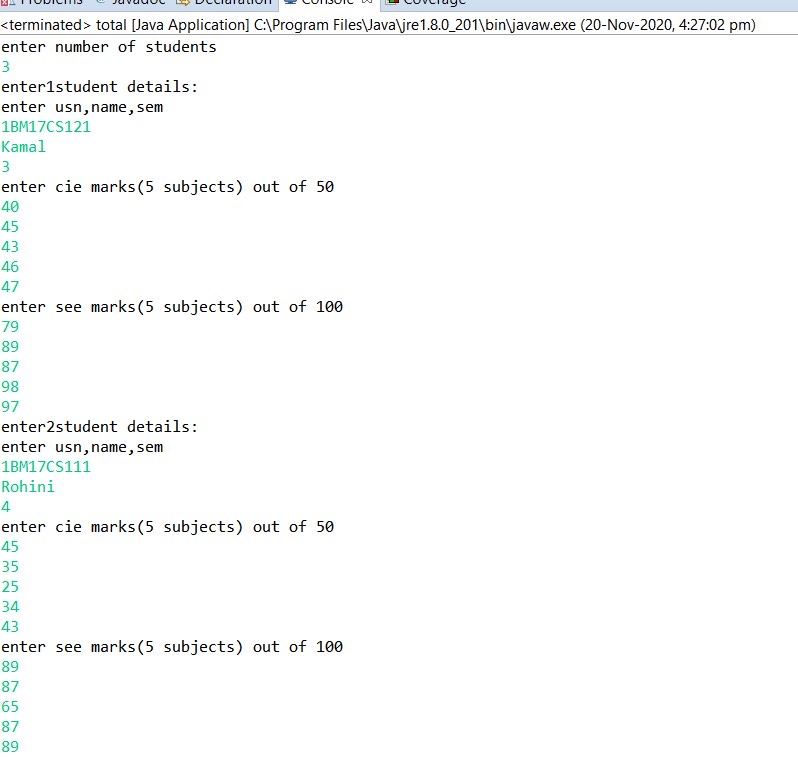 Problems Javadoc Declaration Console Coverage
<terminated> total [Java Application] C:\Program Files\Java\jre1.8.0_201\bin\javaw.exe (20-Nov-2020, 4:27:02 pm)
enter number of students
3
enter1student details:
enter usn,name,sem
1BM17CS121
Kamal
3
enter cie marks(5 subjects) out of 50
40
45
43
46
47
enter see marks(5 subjects) out of 100
79
89
87
98
97
enter2student details:
enter usn,name,sem
1BM17CS111
Rohini
4
enter cie marks(5 subjects) out of 50
45
35
25
34
43
enter see marks(5 subjects) out of 100
89
87
65
87
89